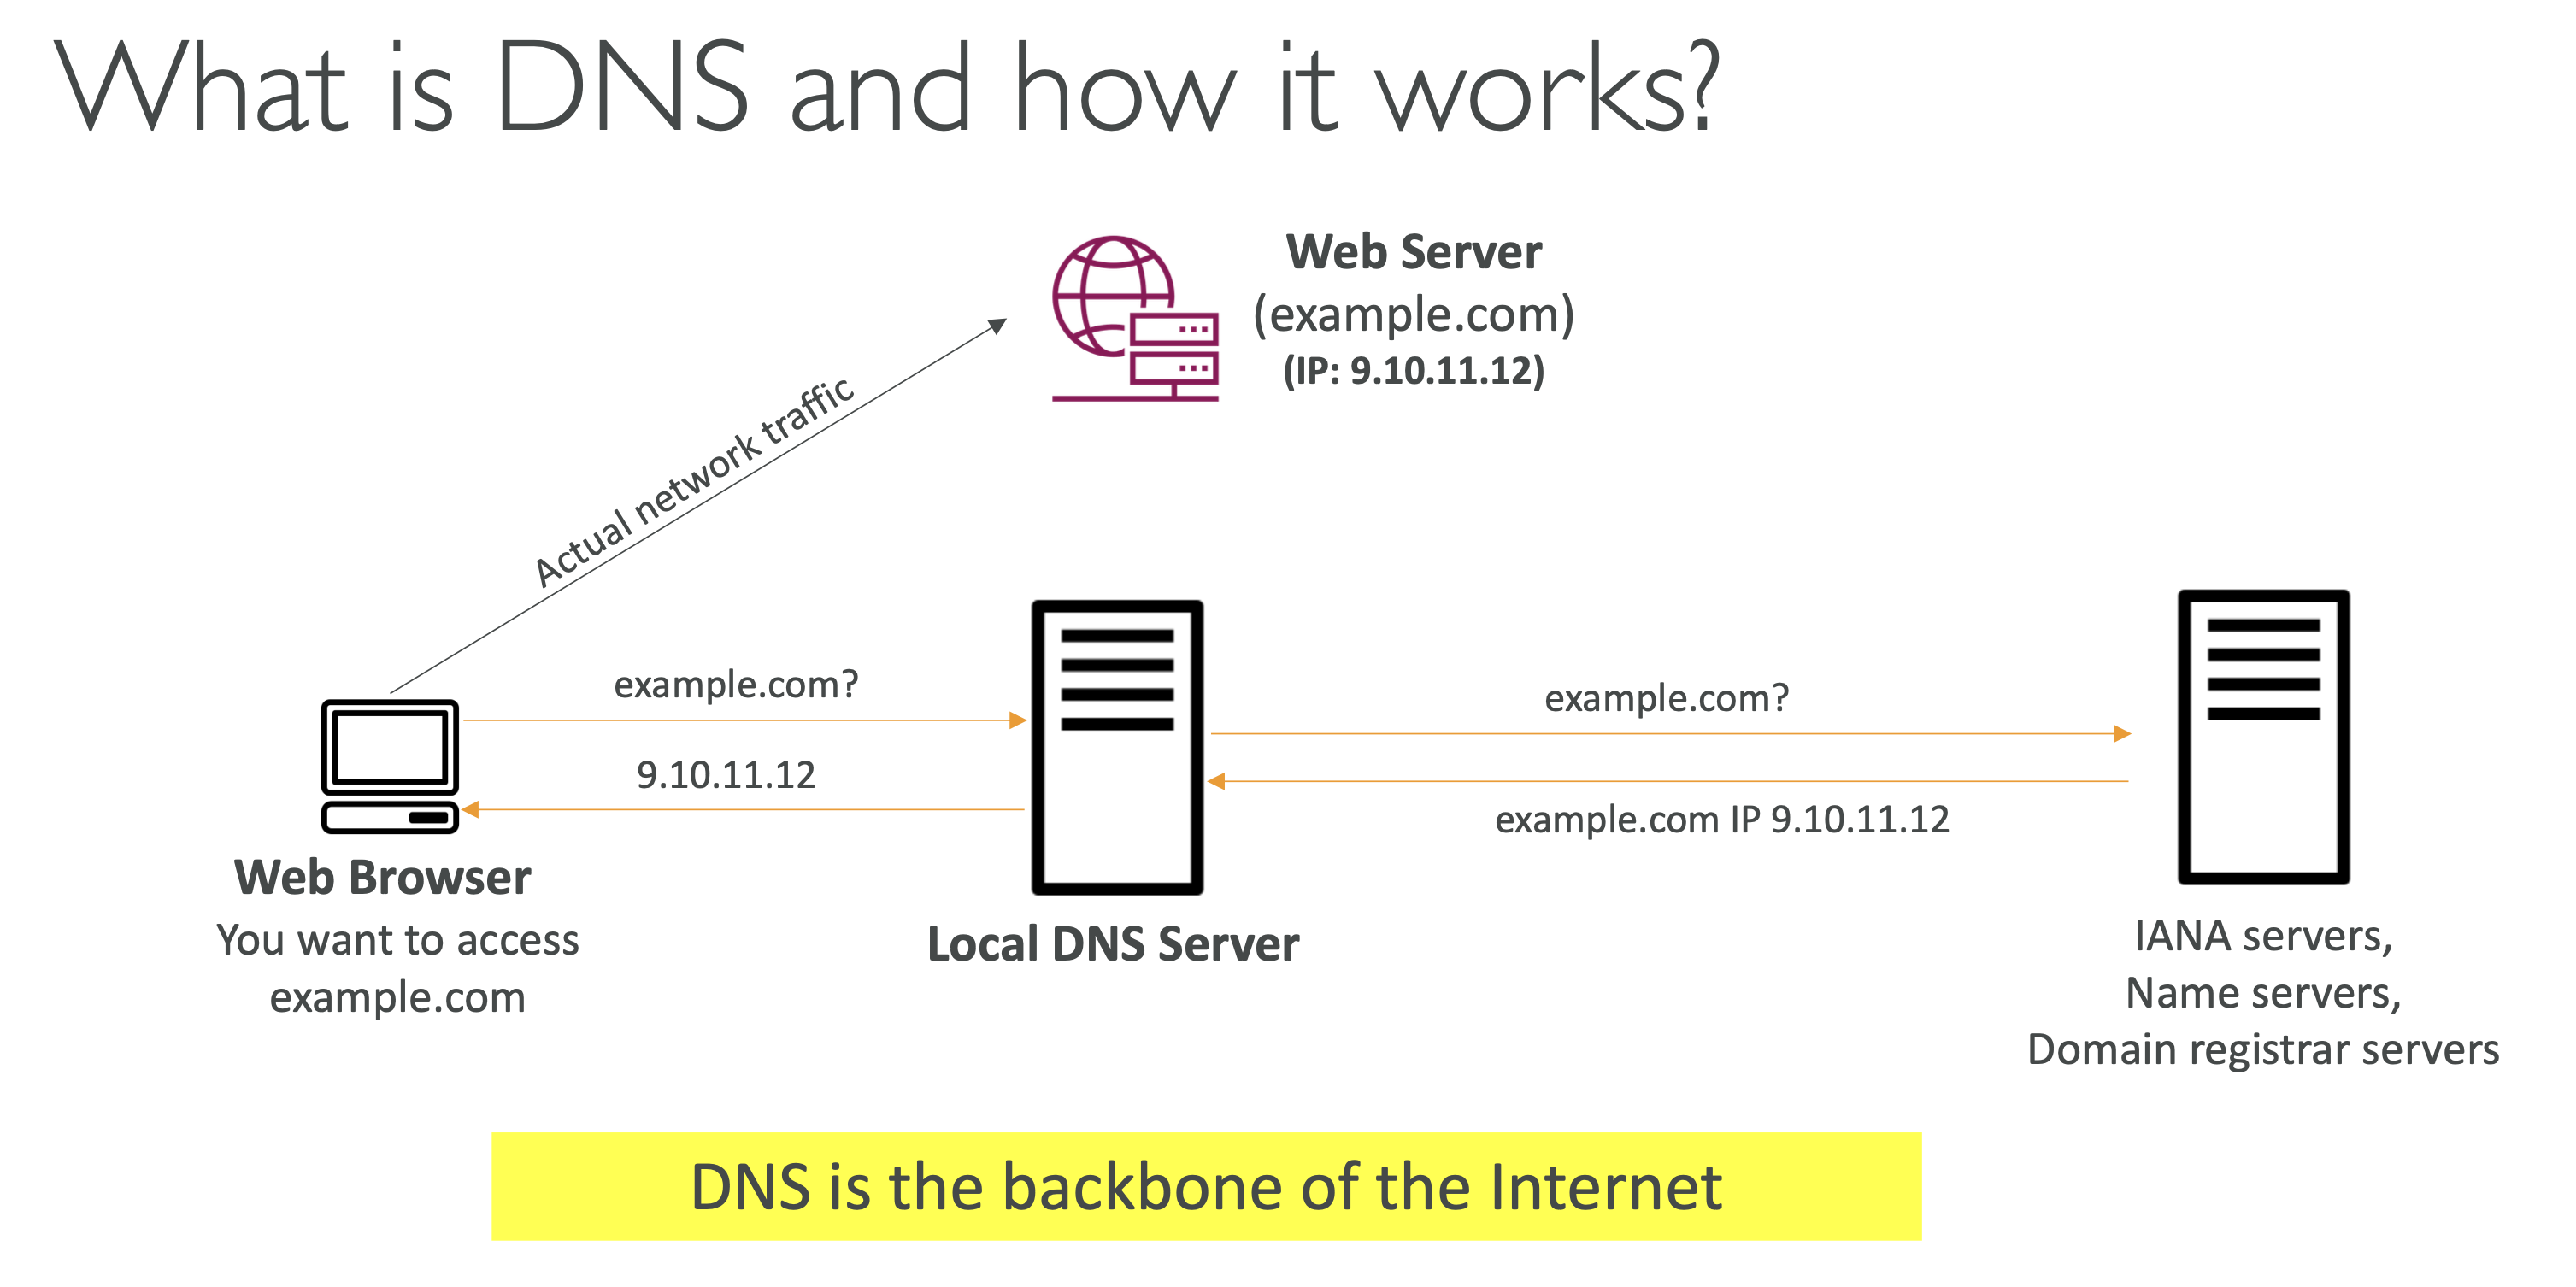 What is DNS and how it works?
Web Server
(example.com)
(IP: 9.10.11.12)
Actual network traffic
example.com?
9.10.11.12
example.com?
example.com IP 9.10.11.12
Web Browser
You want to access
example.com
Local DNS Server
IANA servers,
Name servers,
Domain registrar servers
DNS is the backbone of the Internet